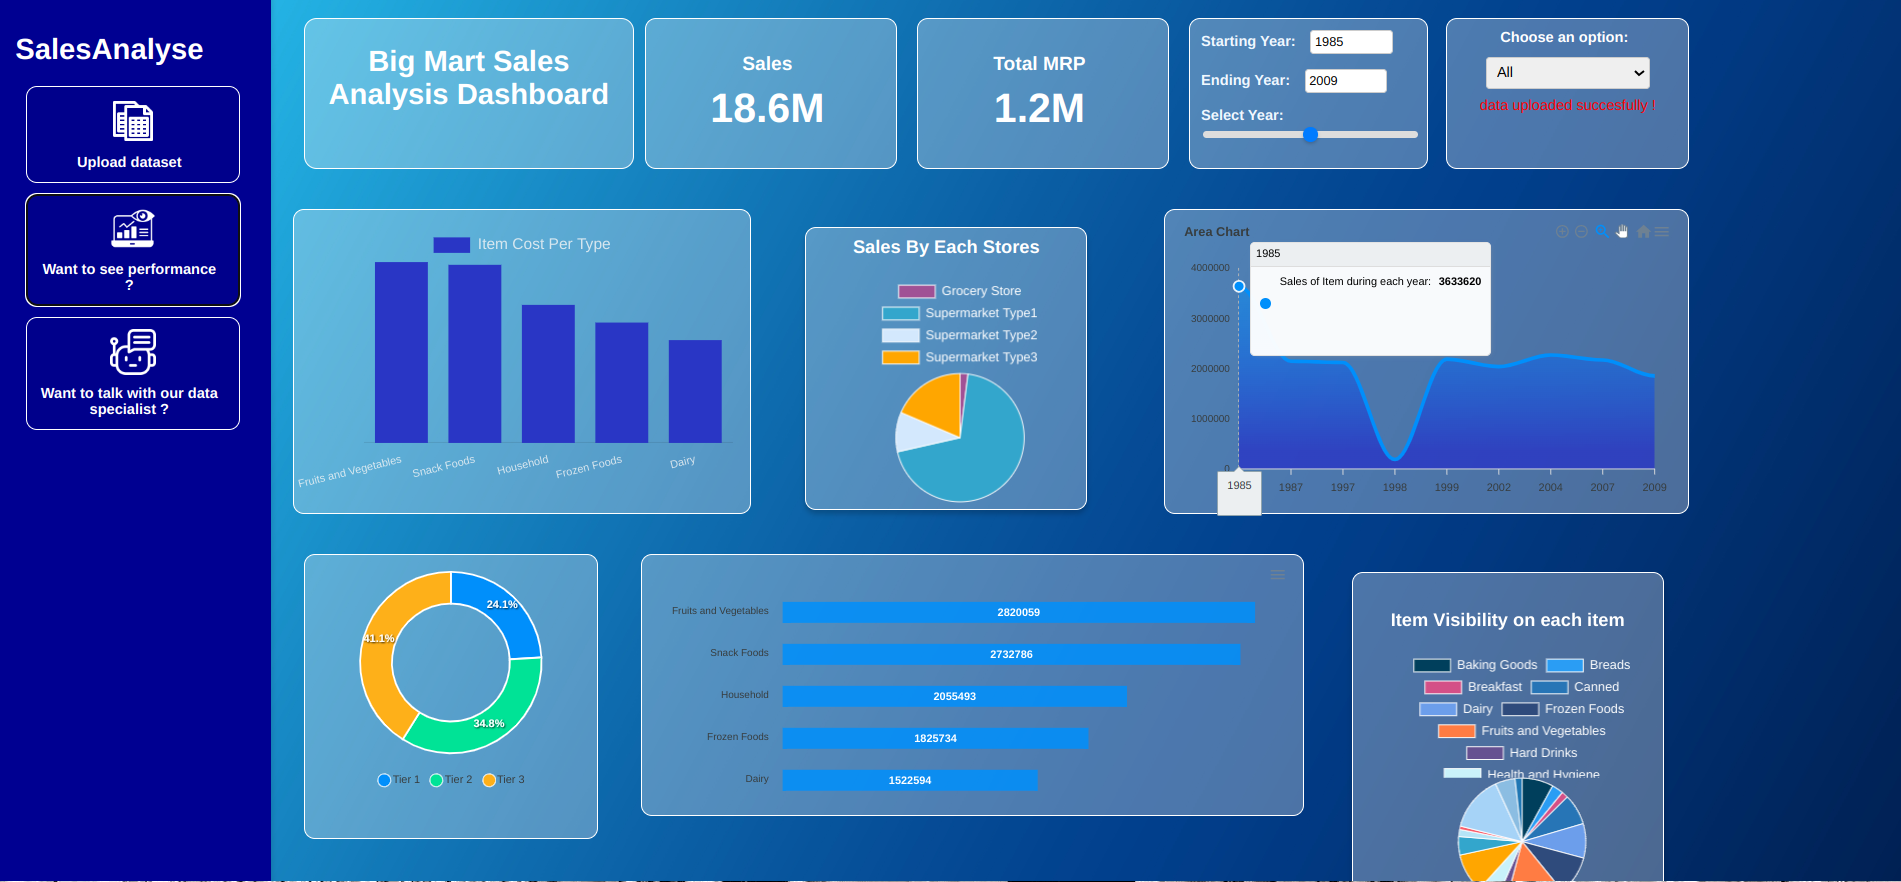 SalesAnalyse
Upload dataset
Want to see performance
?
Want to talk with our data
specialist ?
Big Mart Sales
Analysis Dashboard
Sales
18.6M
Total MRP
1.2M
Starting Year: 1985
Ending Year: 2009
Select Year:
Choose an option:
All
data uploaded succesfully !
Item Cost Per Type
Fruits and Vegetables
Snack Foods
Household
Frozen Foods
Dairy
Sales By Each Stores
Grocery Store
Supermarket Type1
Supermarket Type2
Supermarket Type3
Area Chart
1985
Sales of Item during each year: 3633620
4000000
3000000
2000000
1000000
0
1985 1987 1997 1998 1999 2002 2004 2007 2009
24.1%
41.1%
34.8%
Tier 1 Tier 2 Tier 3
Fruits and Vegetables 2820059
Snack Foods 2732786
Household 2055493
Frozen Foods 1825734
Dairy 1522594
Item Visibility on each item
Baking Goods Breads
Breakfast Canned
Dairy Frozen Foods
Fruits and Vegetables
Hard Drinks
Health and Hygiene